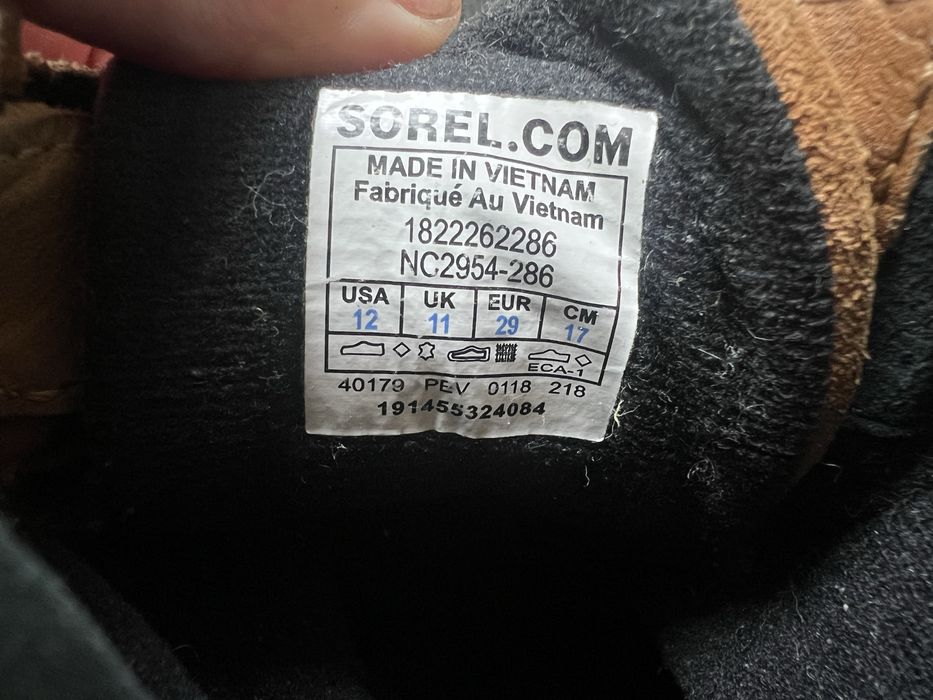 SOREL.COM
MADE IN VIETNAM
Fabriqué Au Vietnam
1822262286
NC2954-286
USA UK EUR CM
12 11 29 17
ECA-1
40179 PEV 0118 218
191455324084